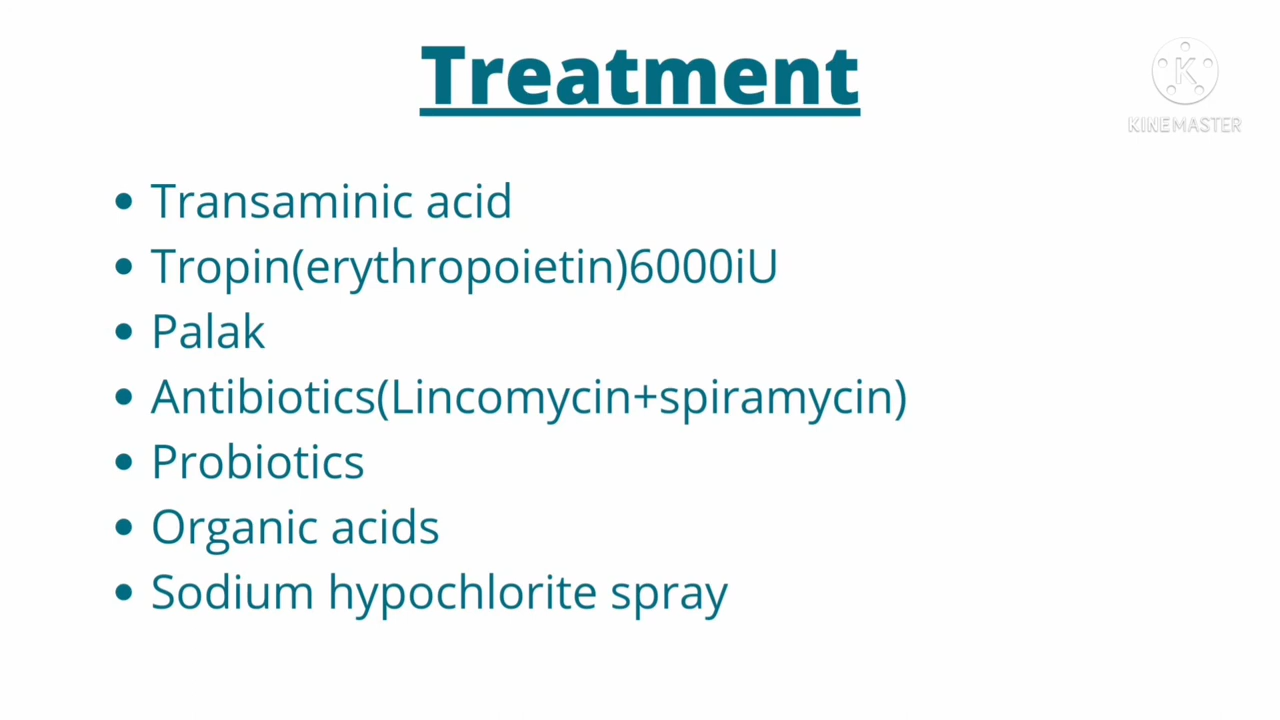 Treatment
KINEMASTER
• Transaminic acid
• Tropin(erythropoietin)6000iU
• Palak
• Antibiotics(Lincomycin+spiramycin)
• Probiotics
• Organic acids
• Sodium hypochlorite spray